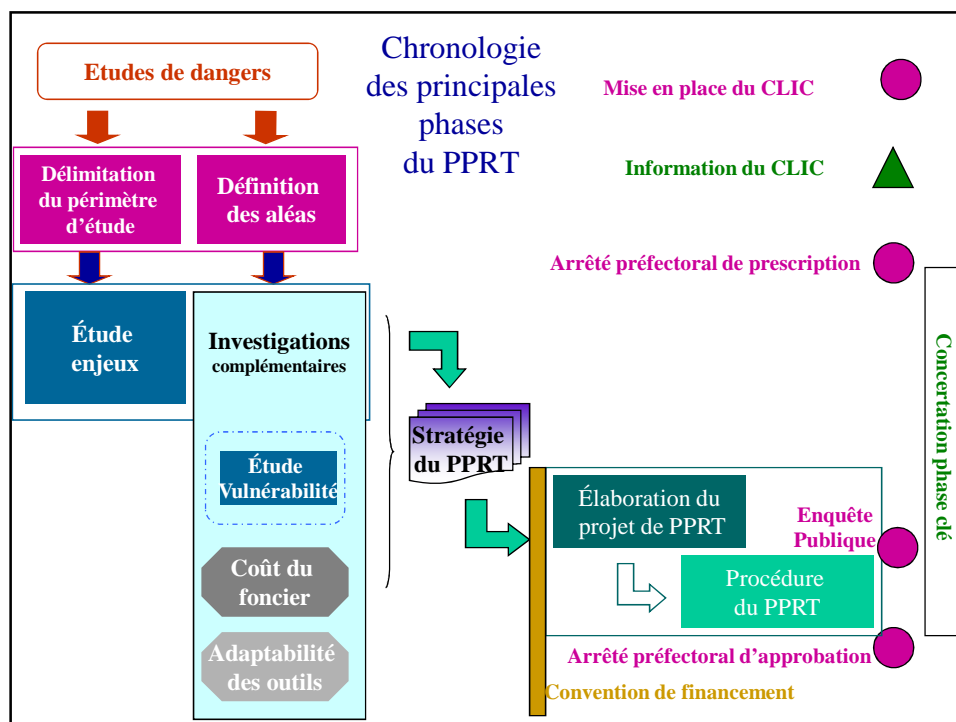 Etudes de dangers
Chronologie
des principales
phases
du PPRT
Mise en place du CLIC
Information du CLIC
Arrêté préfectoral de prescription
Délimitation
du périmètre
d'étude
Définition
des aléas
Étude
enjeux
Investigations
complémentaires
Étude
Vulnérabilité
Coût du
foncier
Adaptabilité
des outils
Stratégie
du PPRT
Élaboration du
projet de PPRT
Procédure
du PPRT
Enquête
Publique
Concertation phase clé
Arrêté préfectoral d'approbation
Convention de financement